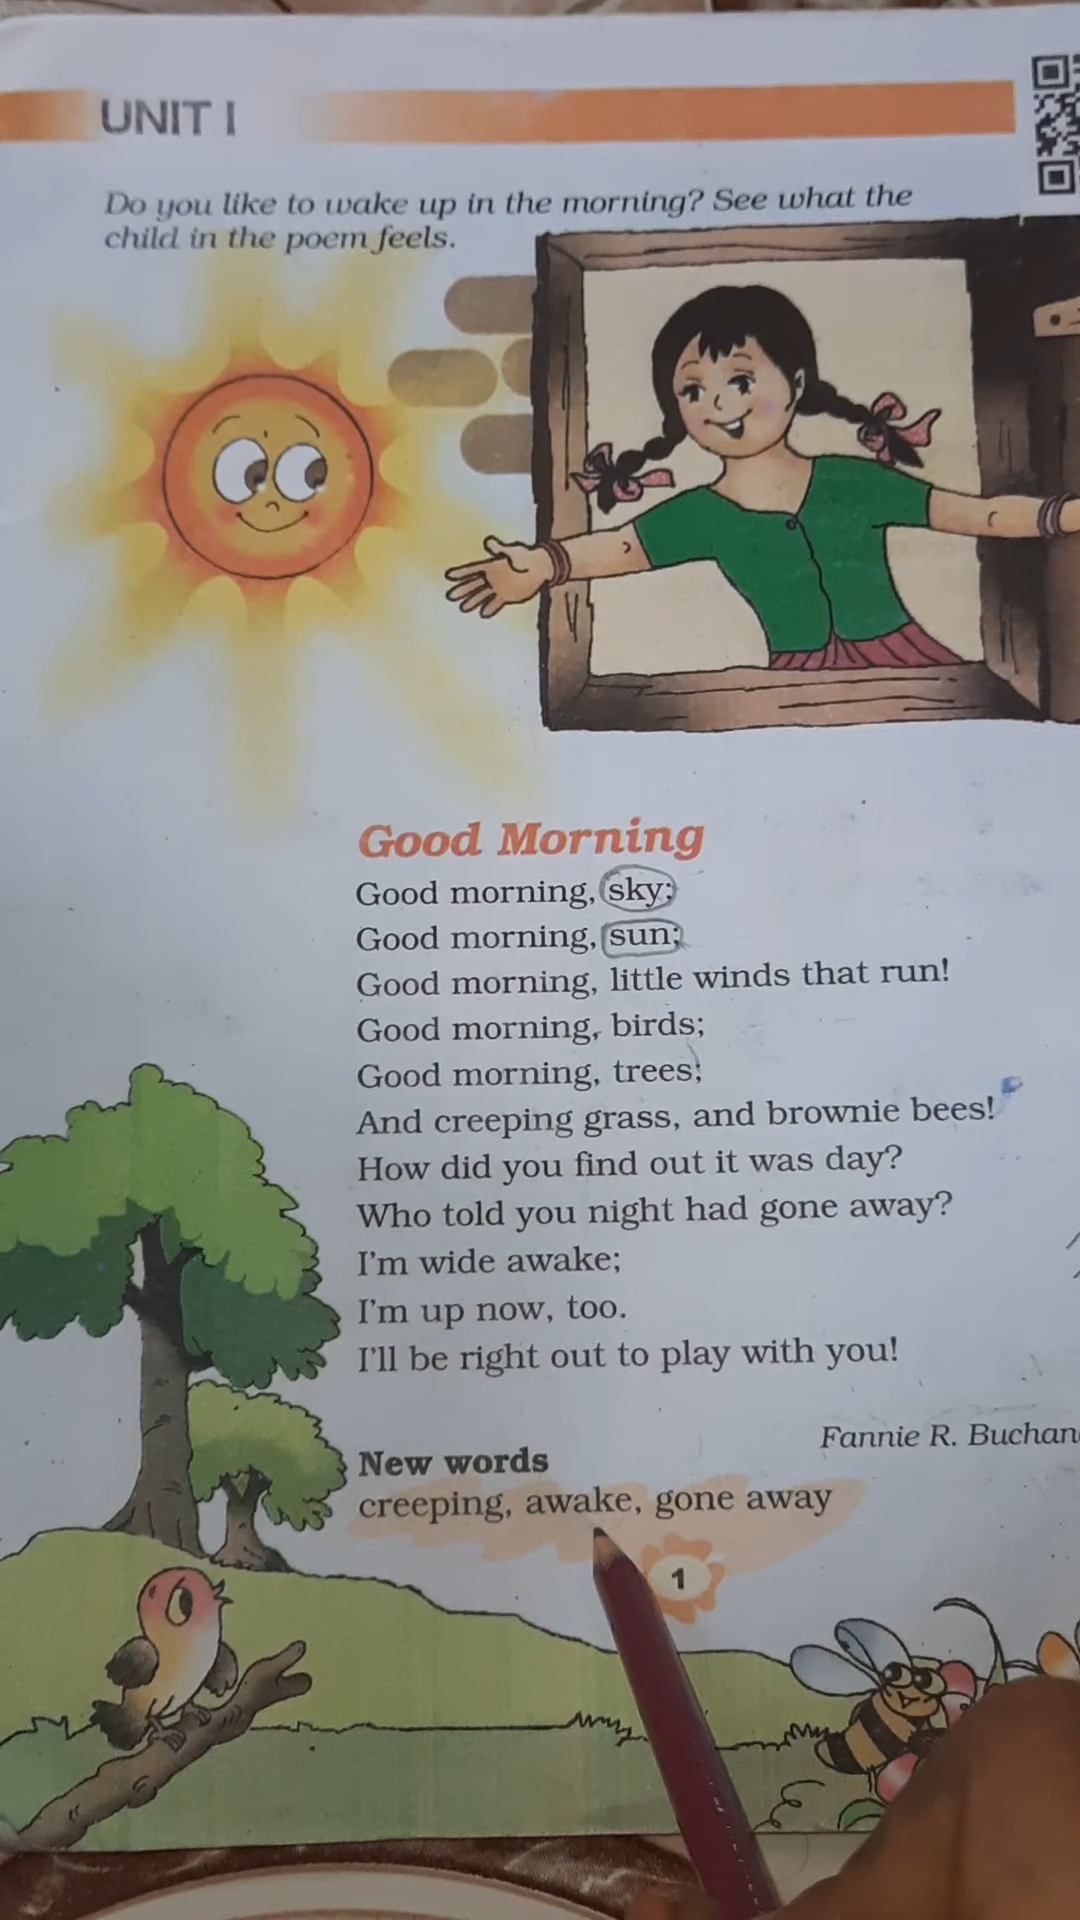 UNIT I
Do you like to wake up in the morning? See what the
child in the poem feels.
Good Morning
Good morning, sky;
Good morning, sun;
Good morning, little winds that run!
Good morning, birds;
Good morning, trees;
And creeping grass, and brownie bees!
How did you find out it was day?
Who told you night had gone away?
I'm wide awake;
I'm up now, too.
I'll be right out to play with you!
Fannie R. Buchan
New words
creeping, awake, gone away
1